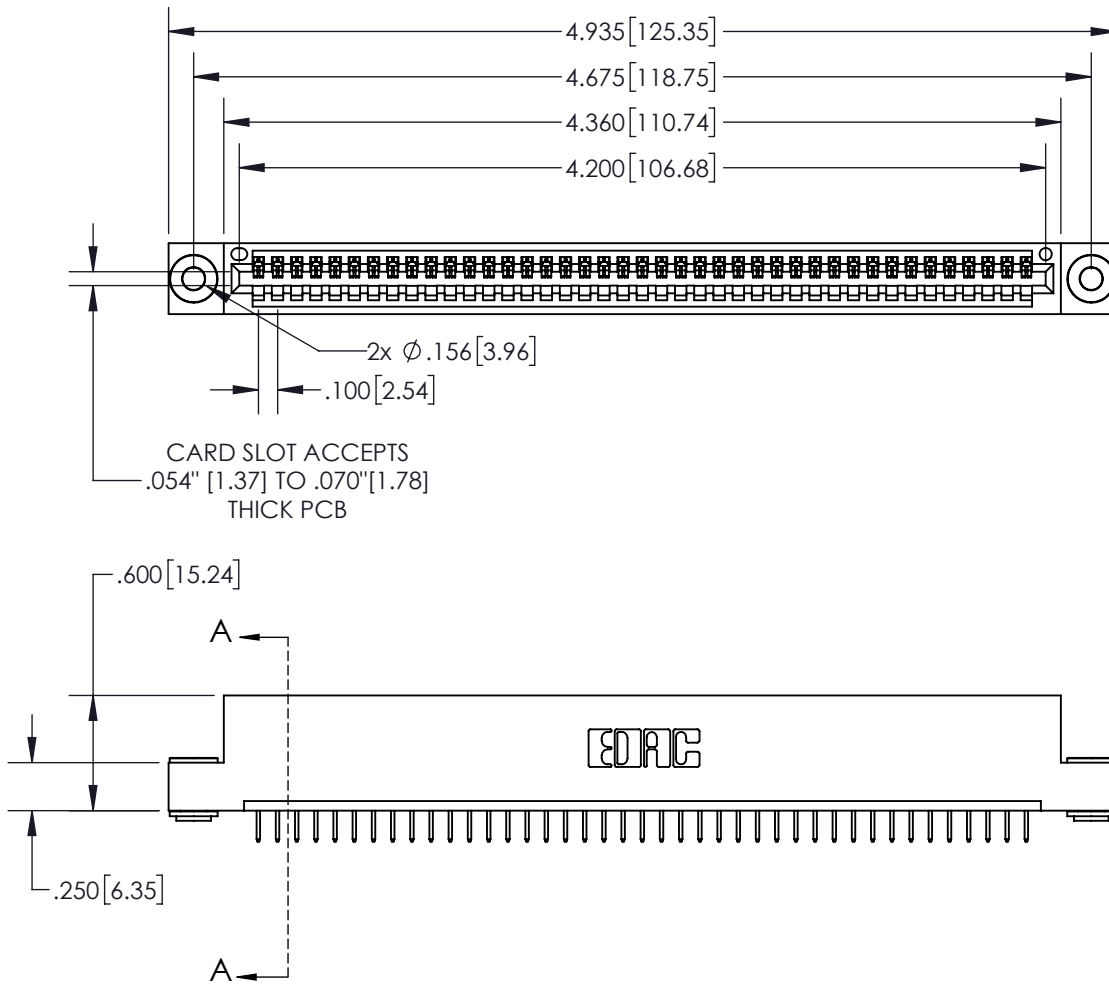 4.935[125.35]
4.675[118.75]
4.360[110.74]
4.200[106.68]
2x Ø .156[3.96]
.100[2.54]
CARD SLOT ACCEPTS
.054" [1.37] TO .070"[1.78]
THICK PCB
.600[15.24]
A
EDAC
.250[6.35]
A